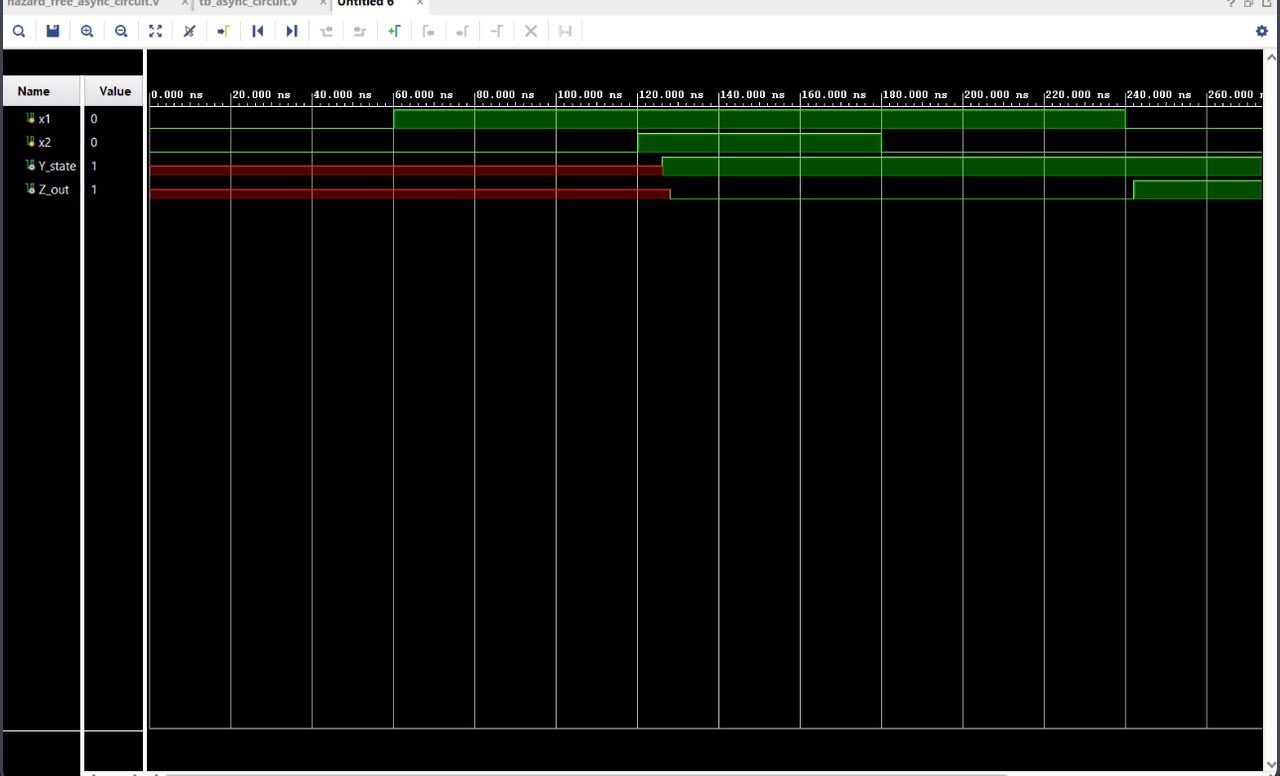 hazard_free_async_circuit.v × tb_async_circuit.v × Untitled 6 × ?
Name Value 0.000 ns 20.000 ns 40.000 ns 60.000 ns 80.000 ns 100.000 ns 120.000 ns 140.000 ns 160.000 ns 180.000 ns 200.000 ns 220.000 ns 240.000 ns 260.000
x1 0
x2 0
Y_state 1
Z_out 1